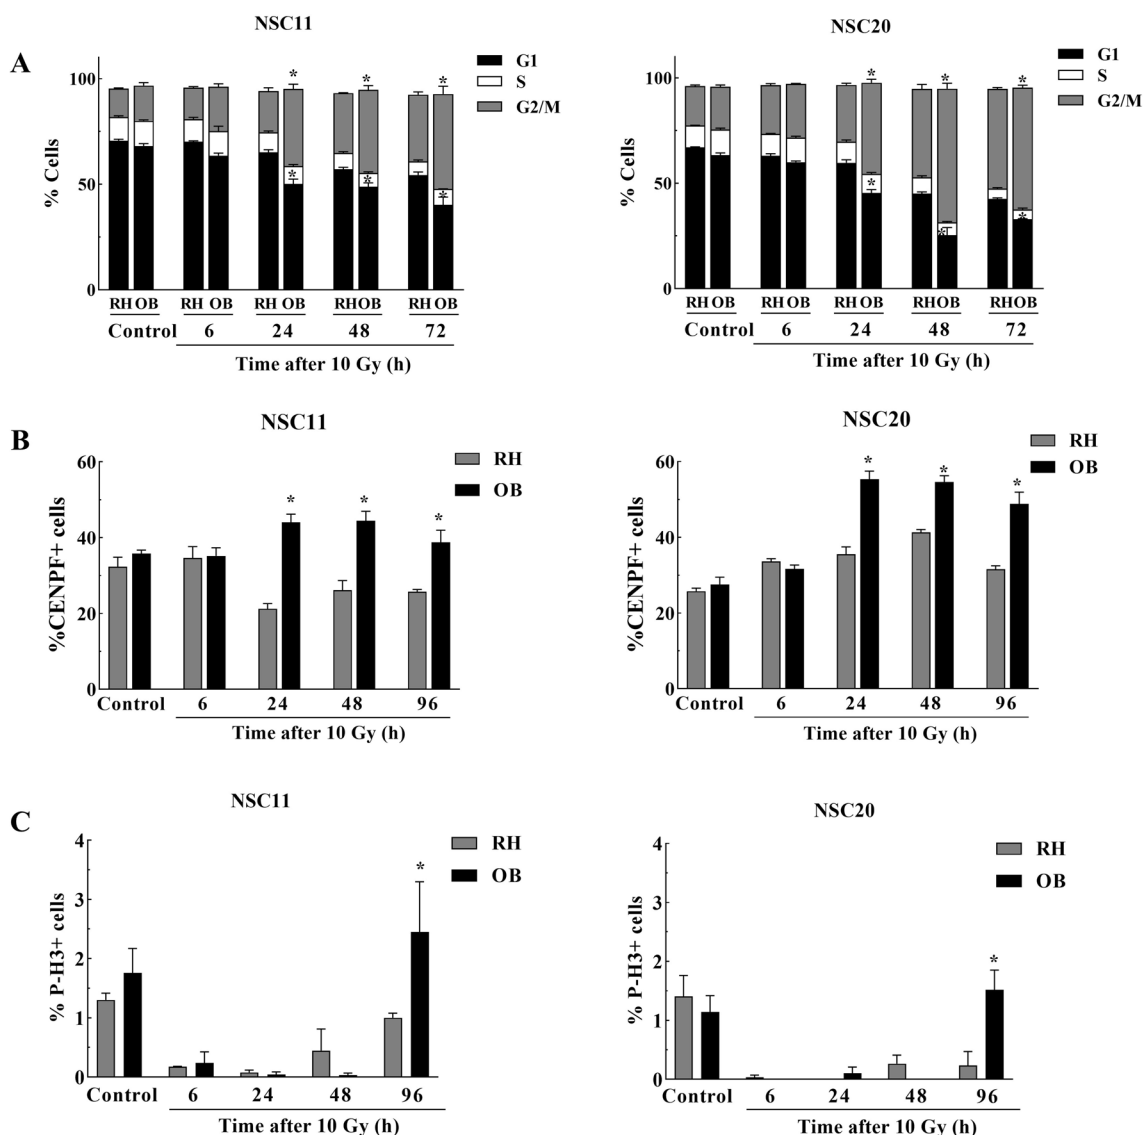 A
NSC11
G1
S
G2/M
% Cells
100
50
0
*
*
*
*
*
*
RH OB RH OB RH OB RHOB RHOB
Control 6 24 48 72
Time after 10 Gy (h)
NSC20
G1
S
G2/M
% Cells
100
50
0
*
*
*
*
*
*
RH OB RH OB RH OB RHOB RHOB
Control 6 24 48 72
Time after 10 Gy (h)
B
NSC11
RH
OB
%CENPF+ cells
60
40
20
0
*
*
*
Control 6 24 48 96
Time after 10 Gy (h)
NSC20
RH
OB
%CENPF+ cells
60
40
20
0
*
*
*
Control 6 24 48 96
Time after 10 Gy (h)
C
NSC11
RH
OB
% P-H3+ cells
4
3
2
1
0
*
Control 6 24 48 96
Time after 10 Gy (h)
NSC20
RH
OB
% P-H3+ cells
4
3
2
1
0
*
Control 6 24 48 96
Time after 10 Gy (h)